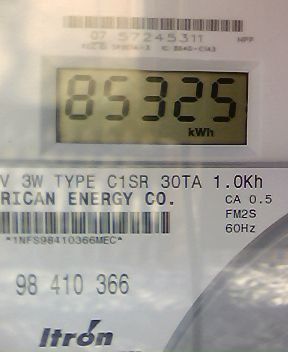 07 57245311
85325
kWh
V 3W TYPE C1SR 30TA 1.0Kh
RICAN ENERGY CO.
CA 0.5
FM2S
60Hz
*1NFS98410366MEC*
98 410 366
Itron